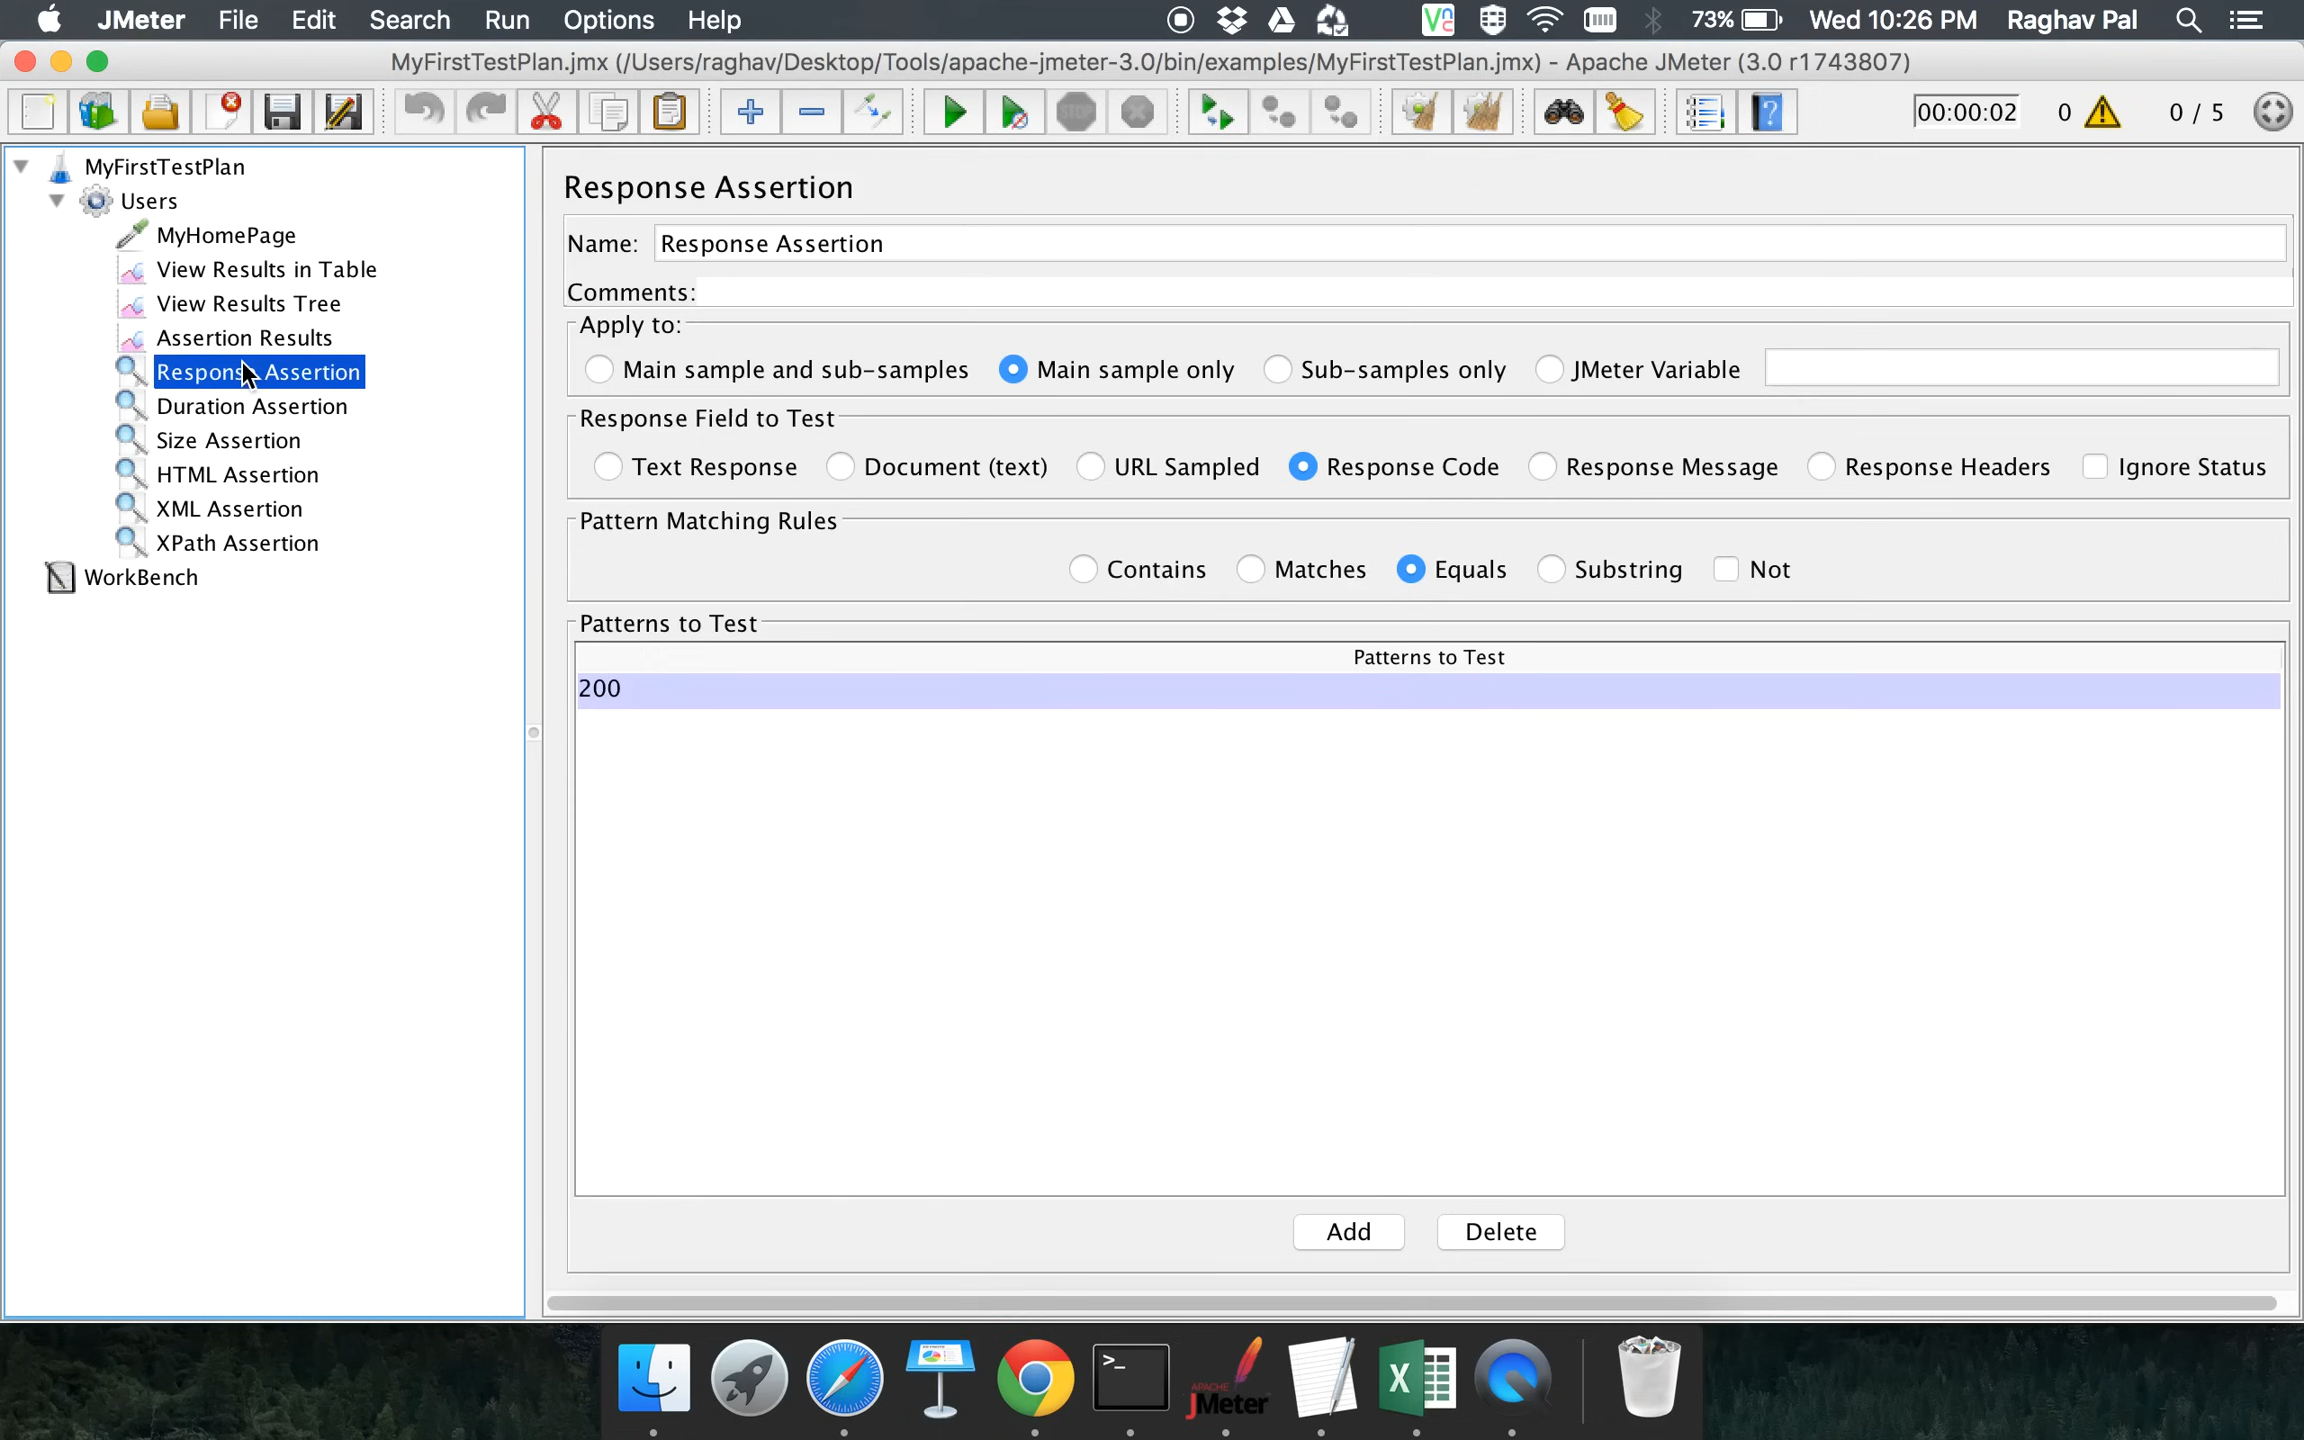 JMeter File Edit Search Run Options Help 73% Wed 10:26 PM Raghav Pal
MyFirstTestPlan.jmx (/Users/raghav/Desktop/Tools/apache-jmeter-3.0/bin/examples/MyFirstTestPlan.jmx) - Apache JMeter (3.0 r1743807)
STOP 00:00:02 0 0 / 5
MyFirstTestPlan
Users
MyHomePage
View Results in Table
View Results Tree
Assertion Results
Response Assertion
Duration Assertion
Size Assertion
HTML Assertion
XML Assertion
XPath Assertion
WorkBench
Response Assertion
Name: Response Assertion
Comments:
Apply to:
Main sample and sub-samples Main sample only Sub-samples only JMeter Variable
Response Field to Test
Text Response Document (text) URL Sampled Response Code Response Message Response Headers Ignore Status
Pattern Matching Rules
Contains Matches Equals Substring Not
Patterns to Test
Patterns to Test
200
Add Delete
APACHE
JMeter